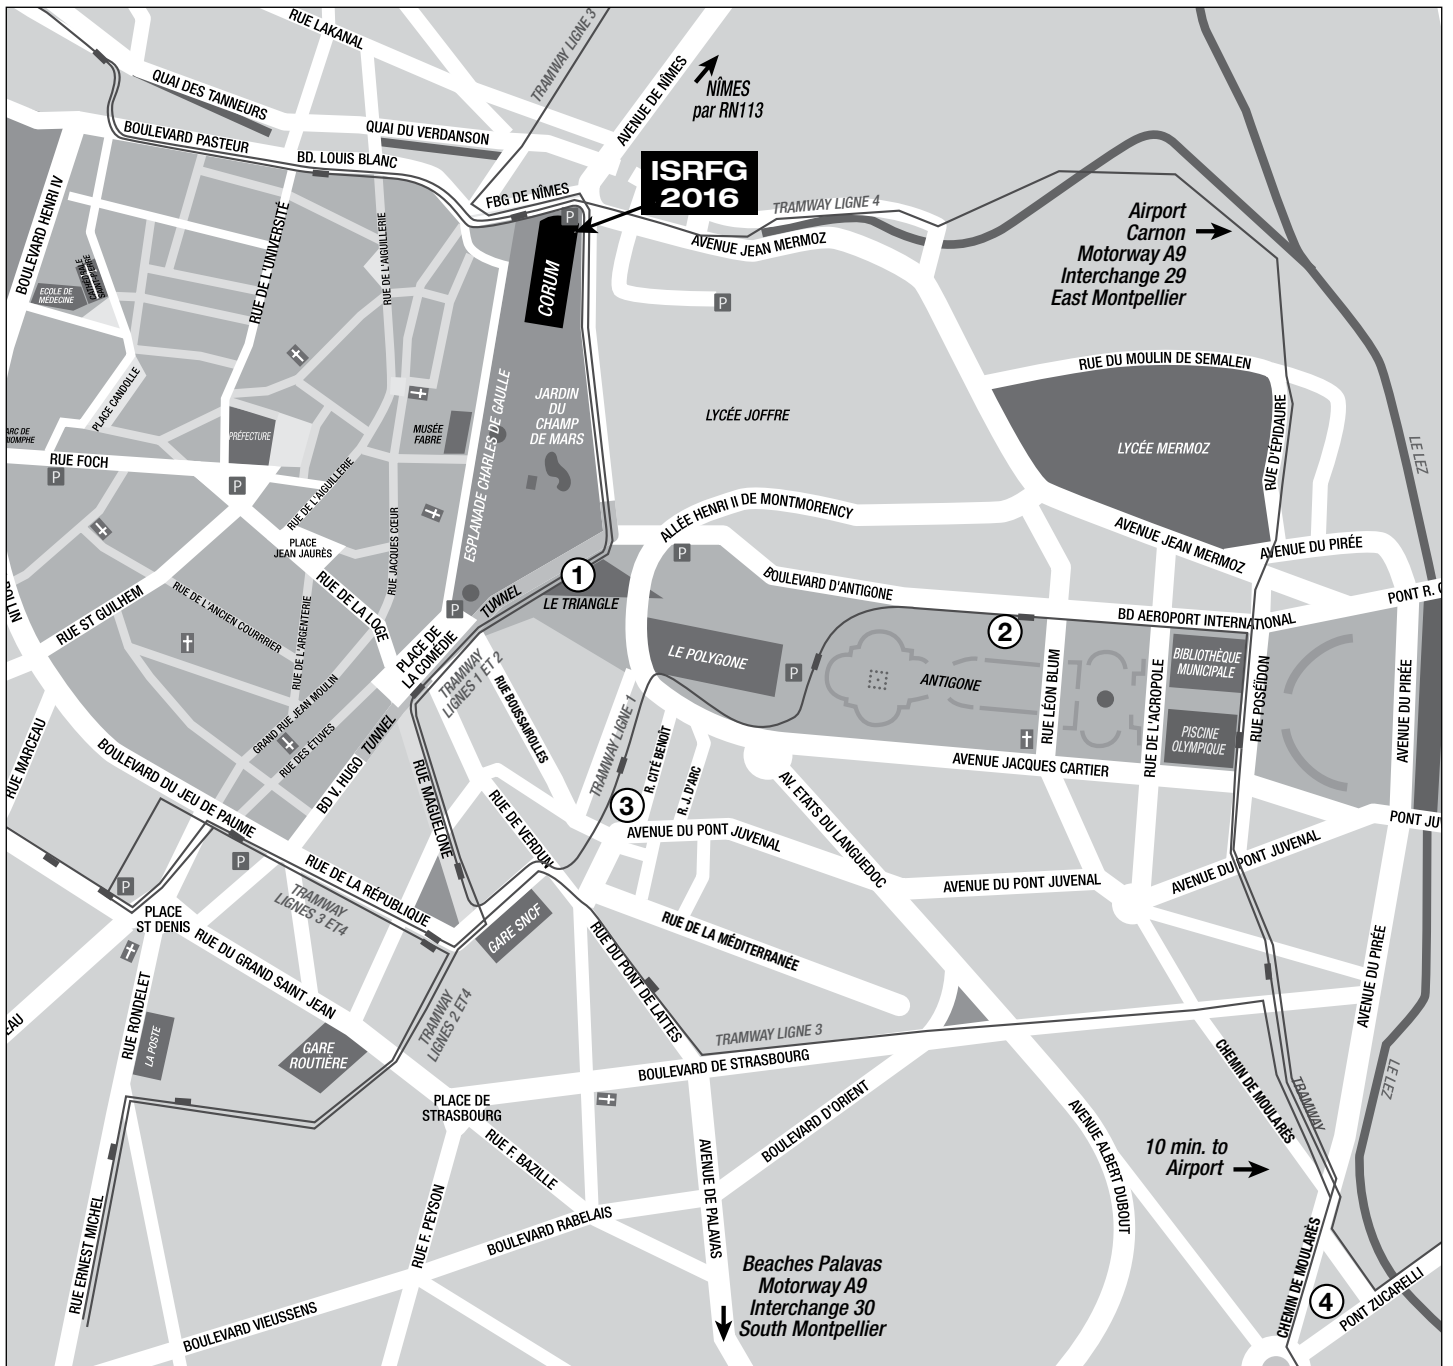 RUE LAKANAL
TRAMWAY LIGNE 3
QUAI DES TANNEURS
AVENUE DE NÎMES
NÎMES
par RN113
BOULEVARD PASTEUR
QUAI DU VERDANSON
BD. LOUIS BLANC
ISRFG
2016
FBG DE NÎMES
P
TRAMWAY LIGNE 4
AVENUE JEAN MERMOZ
Airport
Carnon
Motorway A9
Interchange 29
East Montpellier
BOULEVARD HENRI IV
RUE DE L'UNIVERSITÉ
RUE DE L'AIGUILLERIE
CATHÉDRALE
SAINT-PIERRE
ECOLE DE
MÉDECINE
CORUM
P
RUE DU MOULIN DE SEMALEN
PLACE CANDOLLE
ESPLANADE CHARLES DE GAULLE
JARDIN
DU
CHAMP
DE MARS
LYCÉE JOFFRE
LYCÉE MERMOZ
RUE D'ÉPIDAURE
LE LEZ
PRÉFECTURE
MUSÉE
FABRE
RUE FOCH
P
P
RUE DE L'AIGUILLERIE
RUE JACQUES CŒUR
ALLÉE HENRI II DE MONTMORENCY
AVENUE JEAN MERMOZ
AVENUE DU PIRÉE
PLACE
JEAN JAURÈS
P
1
LE TRIANGLE
TUNNEL
BOULEVARD D'ANTIGONE
BD AEROPORT INTERNATIONAL
PONT R.
RUE ST GUILHEM
RUE DE L'ANCIEN COURRRIER
RUE DE L'ARGENTERIE
RUE DE LA LOGE
P
PLACE DE
LA COMÉDIE
2
LE POLYGONE
P
ANTIGONE
RUE LÉON BLUM
RUE DE L'ACROPOLE
BIBLIOTHÈQUE
MUNICIPALE
PISCINE
OLYMPIQUE
RUE POSÉÏDON
AVENUE DU PIRÉE
TRAMWAY
LIGNES 1 ET 2
RUE BOUSSAIROLLES
TRAMWAY LIGNE 1
R. CITÉ BENOÎT
R. J. D'ARC
GRAND RUE JEAN MOULIN
RUE DES ÉTUVES
BD V. HUGO TUNNEL
RUE MARCEAU
BOULEVARD DU JEU DE PAUME
RUE MAGUELONE
RUE DE VERDUN
3
AVENUE DU PONT JUVENAL
AV. ETATS DU LANGUEDOC
AVENUE JACQUES CARTIER
AVENUE DU PONT JUVENAL
AVENUE DU PONT JUVENAL
P
P
RUE DE LA RÉPUBLIQUE
TRAMWAY
LIGNES 3 ET4
PLACE
ST DENIS
GARE SNCF
RUE DE LA MÉDITERRANÉE
RUE DU PONT DE LATTES
RUE DU GRAND SAINT JEAN
RUE RONDELET
LA POSTE
GARE
ROUTIÈRE
TRAMWAY
LIGNES 2 ET4
TRAMWAY LIGNE 3
BOULEVARD DE STRASBOURG
AVENUE DU PIRÉE
CHEMIN DE MOULARÈS
TRAMWAY
LE LEZ
PLACE DE
STRASBOURG
BOULEVARD D'ORIENT
AVENUE ALBERT DUBOUT
10 min. to
Airport
RUE F. BAZILLE
AVENUE DE PALAVAS
RUE ERNEST MICHEL
RUE F. PEYSON
BOULEVARD RABELAIS
BOULEVARD VIEUSSENS
Beaches Palavas
Motorway A9
Interchange 30
South Montpellier
CHEMIN DE MOULARÈS
4
PONT ZUCARELLI